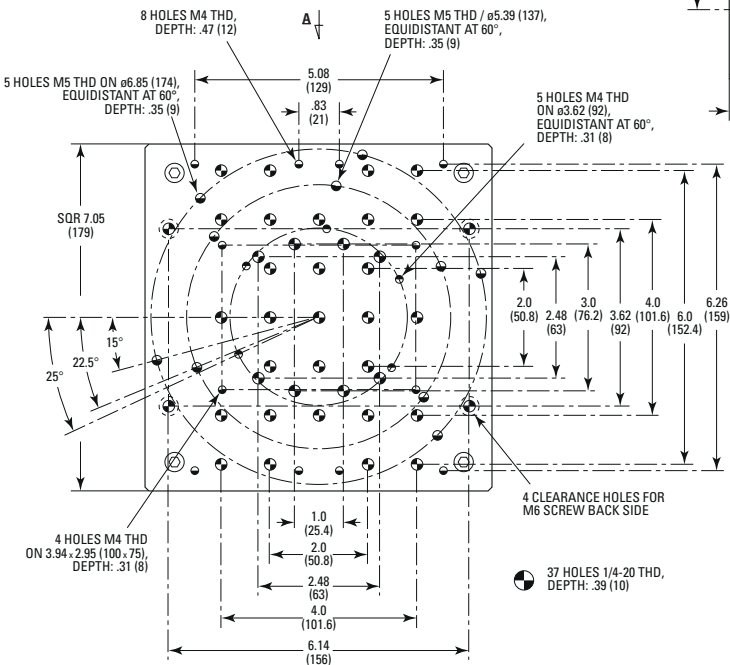 8 HOLES M4 THD,
DEPTH: .47 (12)
A
5 HOLES M5 THD / ø5.39 (137),
EQUIDISTANT AT 60°,
DEPTH: .35 (9)
5 HOLES M5 THD ON ø6.85 (174),
EQUIDISTANT AT 60°,
DEPTH: .35 (9)
5.08
(129)
.83
(21)
5 HOLES M4 THD
ON ø3.62 (92),
EQUIDISTANT AT 60°,
DEPTH: .31 (8)
SQR 7.05
(179)
15°
22.5°
25°
2.0
(50.8)
2.48
(63)
3.0
(76.2)
3.62
(92)
4.0
(101.6)
6.0
(152.4)
6.26
(159)
4 HOLES M4 THD
ON 3.94 x 2.95 (100 x 75),
DEPTH: .31 (8)
1.0
(25.4)
2.0
(50.8)
2.48
(63)
4.0
(101.6)
6.14
(156)
4 CLEARANCE HOLES FOR
M6 SCREW BACK SIDE
37 HOLES 1/4-20 THD,
DEPTH: .39 (10)